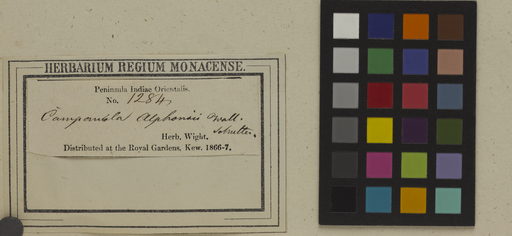 HERBARIUM REGIUM MONACENSE.
Peninsula Indiae Orientalis.
No. 1284,
Campanula Alphonsii Wall.
Herb. Wight.
Distributed at the Royal Gardens, Kew. 1866-7.